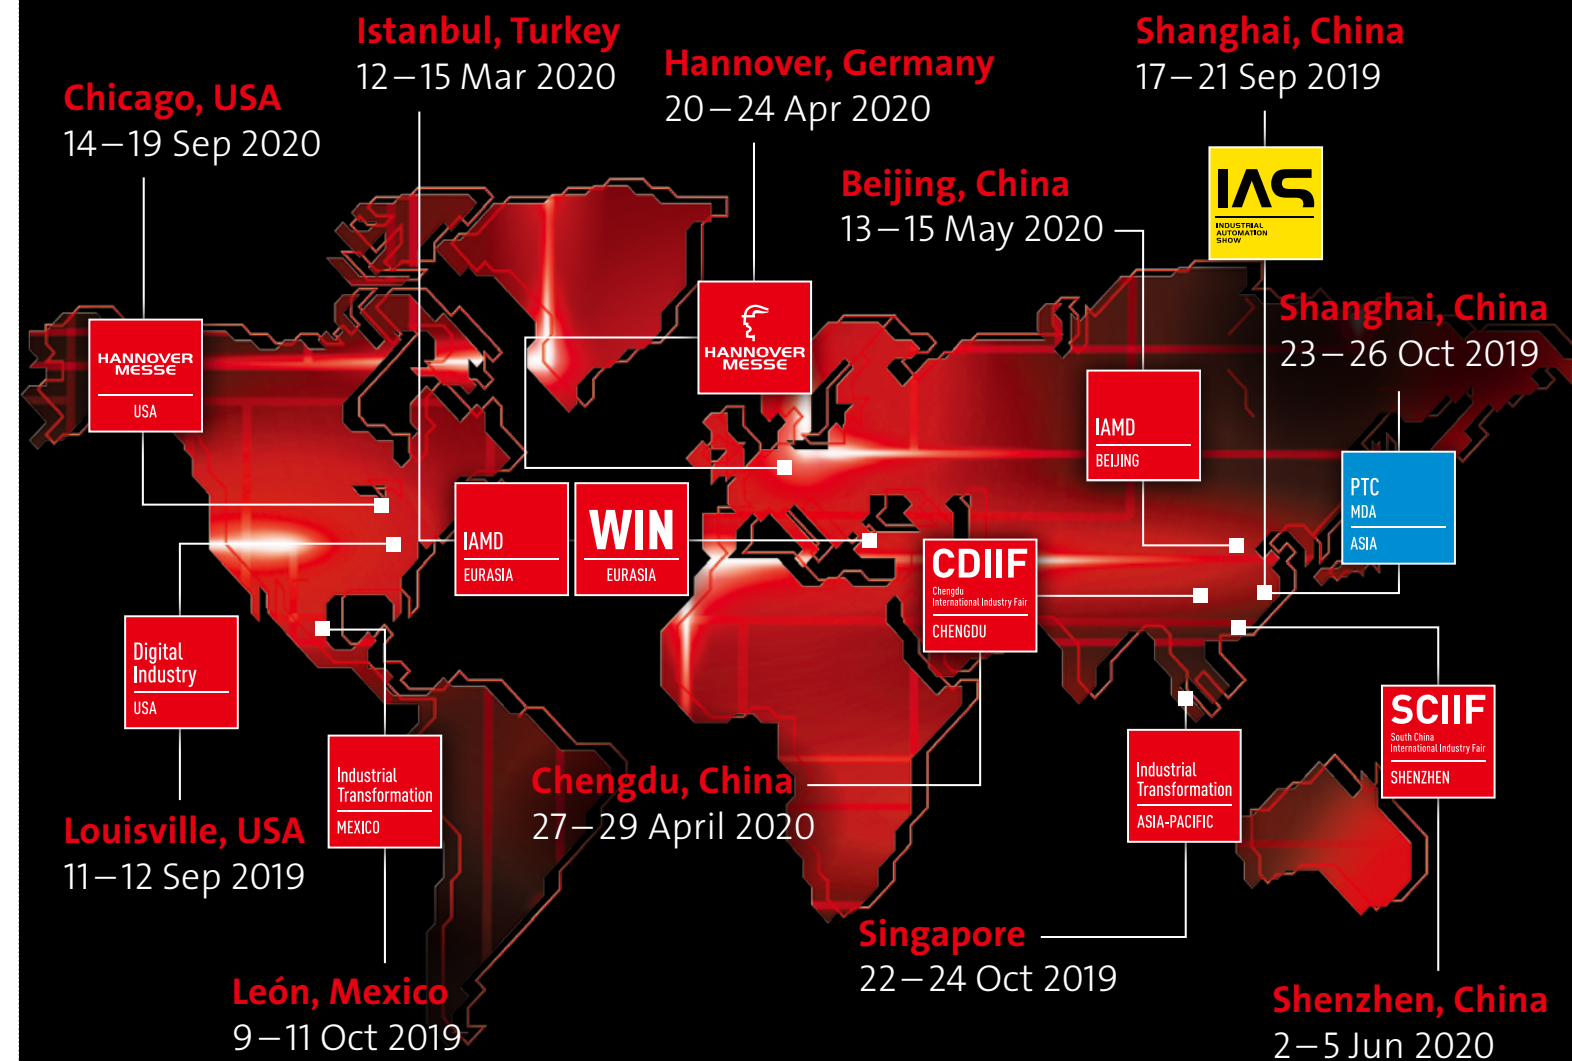 Istanbul, Turkey
12–15 Mar 2020
Shanghai, China
17–21 Sep 2019
Hannover, Germany
20–24 Apr 2020
Chicago, USA
14–19 Sep 2020
Beijing, China
13–15 May 2020
IAS
INDUSTRIAL
AUTOMATION
SHOW
Shanghai, China
23–26 Oct 2019
HANNOVER
MESSE
USA
HANNOVER
MESSE
IAMD
BEIJING
PTC
MDA
ASIA
IAMD
EURASIA
WIN
EURASIA
CDIIF
Chengdu
International Industry Fair
CHENGDU
Digital
Industry
USA
SCIIF
South China
International Industry Fair
SHENZHEN
Industrial
Transformation
MEXICO
Industrial
Transformation
ASIA-PACIFIC
Chengdu, China
27–29 April 2020
Louisville, USA
11–12 Sep 2019
Singapore
22–24 Oct 2019
León, Mexico
9–11 Oct 2019
Shenzhen, China
2–5 Jun 2020